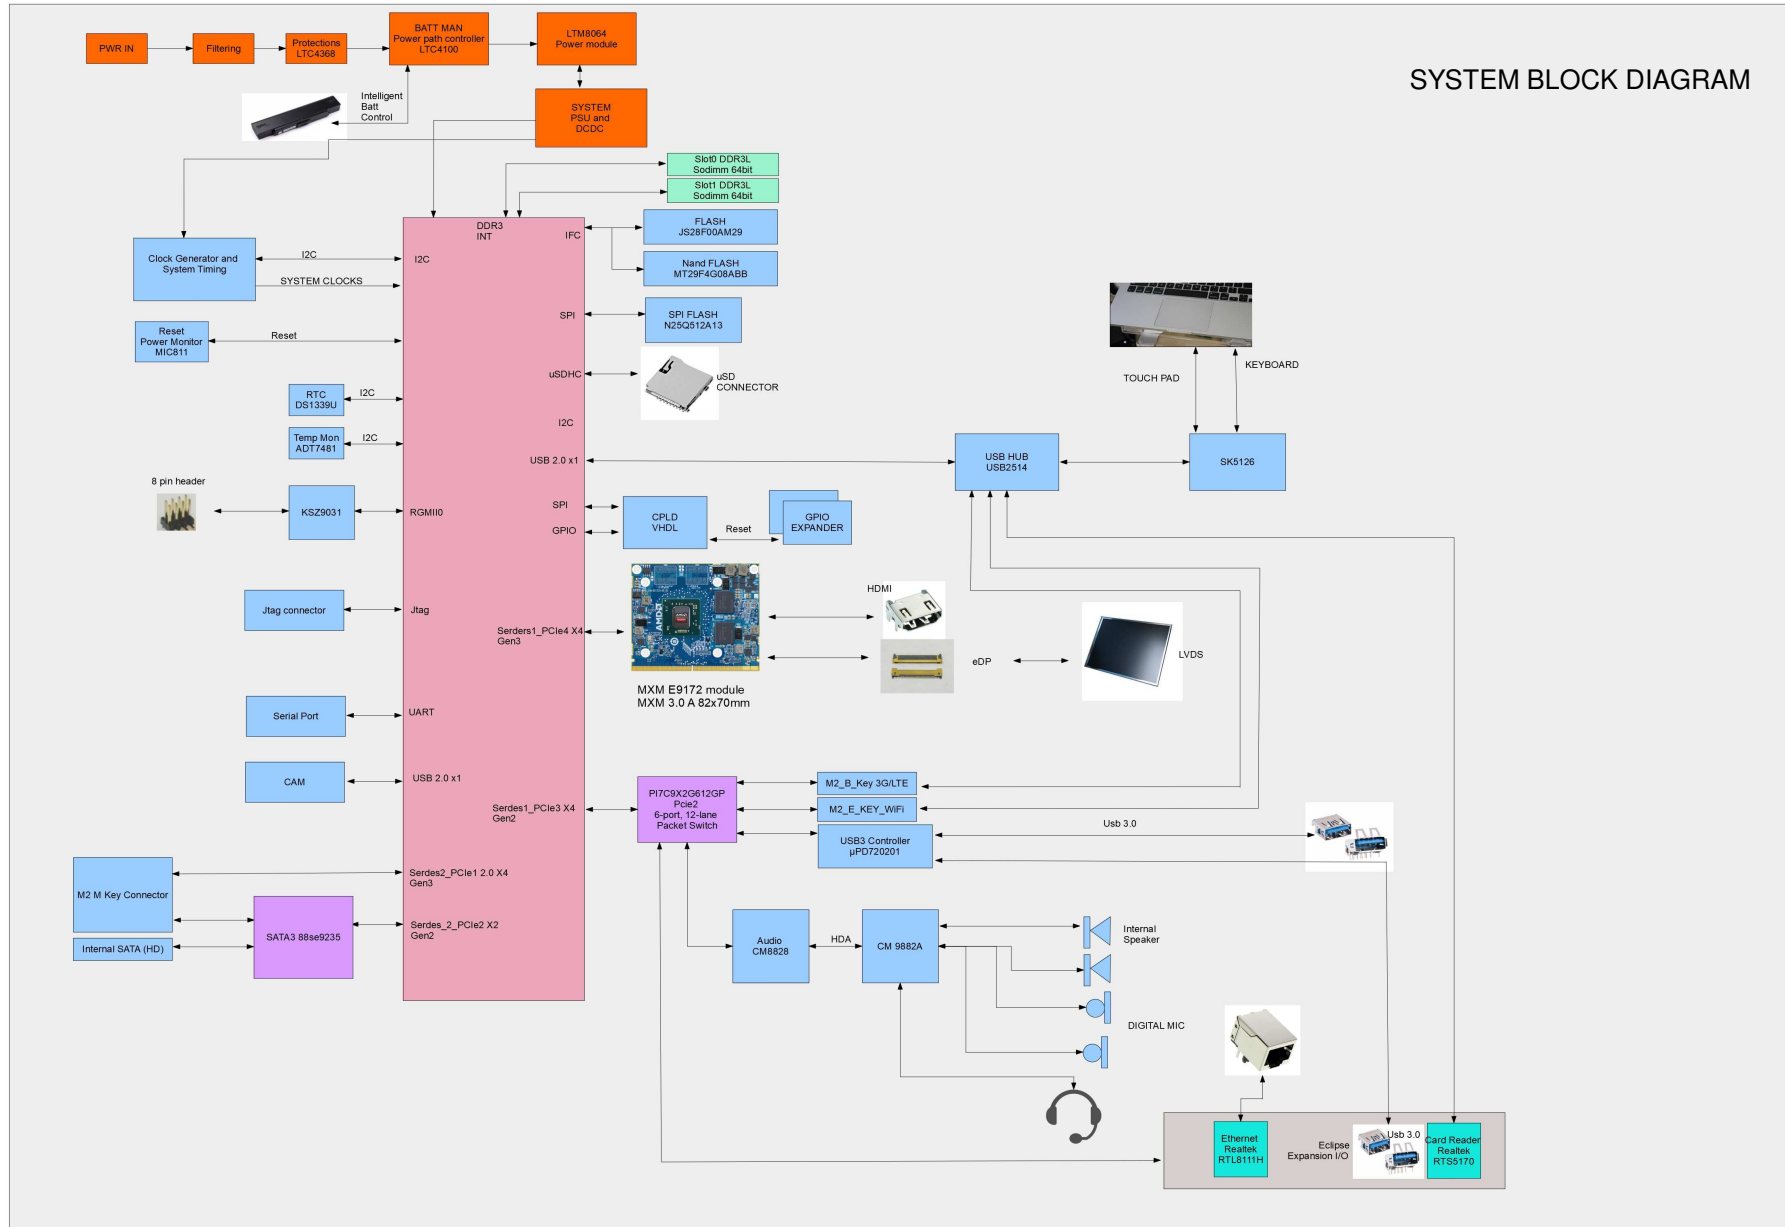 SYSTEM BLOCK DIAGRAM
PWR IN
Filtering
Protections
LTC4368
BATT MAN
Power path controller
LTC4100
LTM8064
Power module
Intelligent
Batt
Control
SYSTEM
PSU and
DCDC
Slot0 DDR3L
Sodimm 64bit
Slot1 DDR3L
Sodimm 64bit
DDR3
INT
IFC
FLASH
JS28F00AM29
Nand FLASH
MT29F4G08ABB
Clock Generator and
System Timing
I2C
I2C
SYSTEM CLOCKS
SPI
SPI FLASH
N25Q512A13
Reset
Power Monitor
MIC811
Reset
uSDHC
uSD
CONNECTOR
TOUCH PAD
KEYBOARD
RTC
DS1339U
I2C
I2C
Temp Mon
ADT7481
I2C
USB 2.0 x1
USB HUB
USB2514
SK5126
8 pin header
KSZ9031
RGMII0
SPI
GPIO
CPLD
VHDL
Reset
GPIO
EXPANDER
AMD
HDMI
Jtag connector
Jtag
Serders1_PCIe4 X4
Gen3
eDP
LVDS
MXM E9172 module
MXM 3.0 A 82x70mm
Serial Port
UART
CAM
USB 2.0 x1
Serdes1_PCIe3 X4
Gen2
PI7C9X2G612GP
Pcie2
6-port, 12-lane
Packet Switch
M2_B_Key 3G/LTE
M2_E_KEY_WiFi
USB3 Controller
µPD720201
Usb 3.0
M2 M Key Connector
Serdes2_PCIe1 2.0 X4
Gen3
SATA3 88se9235
Serdes_2_PCIe2 X2
Gen2
Internal SATA (HD)
Audio
CM8828
HDA
CM 9882A
Internal
Speaker
DIGITAL MIC
Ethernet
Realtek
RTL8111H
Eclipse
Expansion I/O
Usb 3.0
Card Reader
Realtek
RTS5170